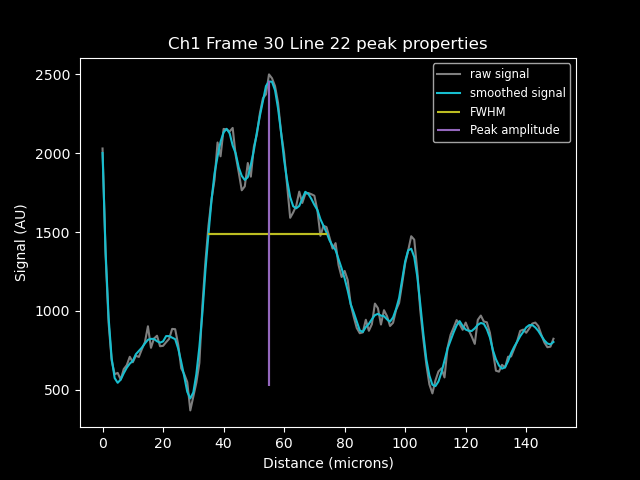 Ch1 Frame 30 Line 22 peak properties
raw signal
smoothed signal
FWHM
Peak amplitude
Signal (AU)
2500
2000
1500
1000
500
0 20 40 60 80 100 120 140
Distance (microns)